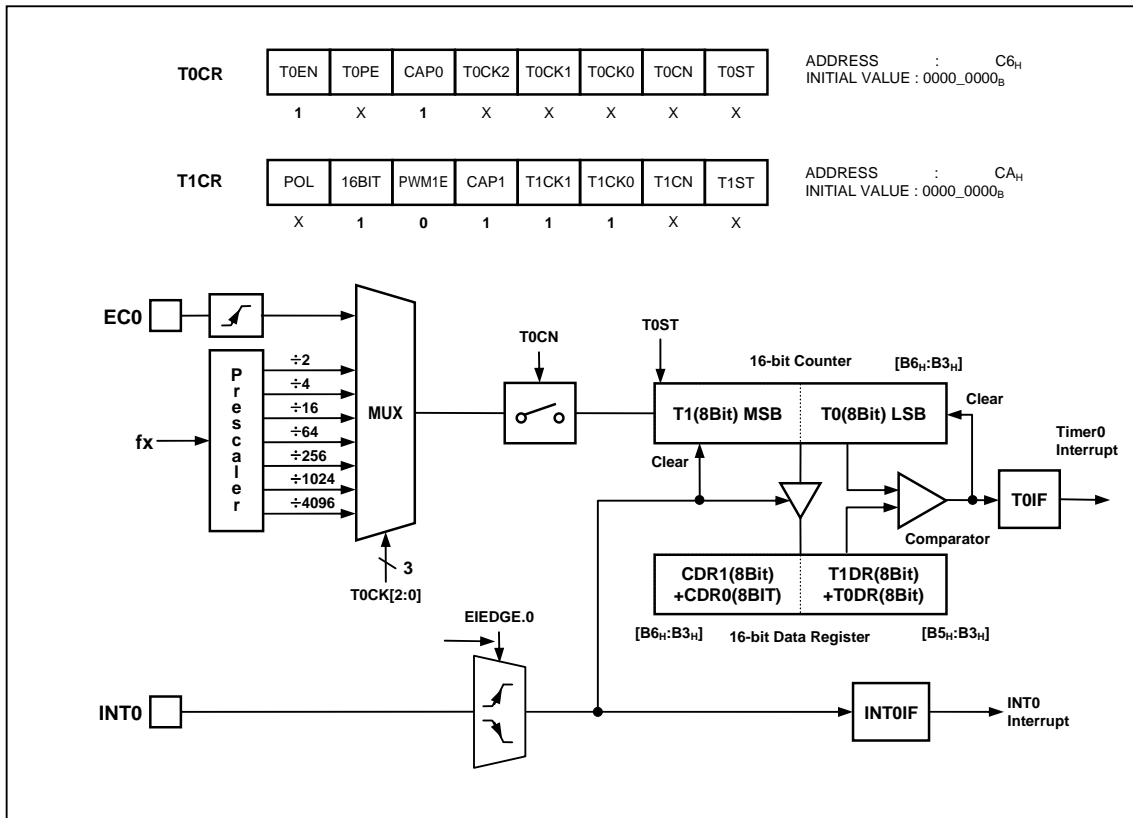 T0CR
T0EN T0PE CAP0 T0CK2 T0CK1 T0CK0 T0CN T0ST
ADDRESS : C6H
INITIAL VALUE : 0000_0000B
1 X 1 X X X X X
T1CR
POL 16BIT PWM1E CAP1 T1CK1 T1CK0 T1CN T1ST
ADDRESS : CAH
INITIAL VALUE : 0000_0000B
X 1 0 1 1 1 X X
EC0
fx
Prescaler
÷2
÷4
÷16
÷64
÷256
÷1024
÷4096
MUX
3
T0CK[2:0]
T0CN
T0ST
16-bit Counter
[B6H:B3H]
T1(8Bit) MSB
T0(8Bit) LSB
Clear
Clear
Comparator
T0IF
Timer0
Interrupt
CDR1(8Bit)
+CDR0(8BIT)
T1DR(8Bit)
+T0DR(8Bit)
[B6H:B3H]
16-bit Data Register
[B5H:B3H]
EIEDGE.0
INT0
INT0IF
INT0
Interrupt